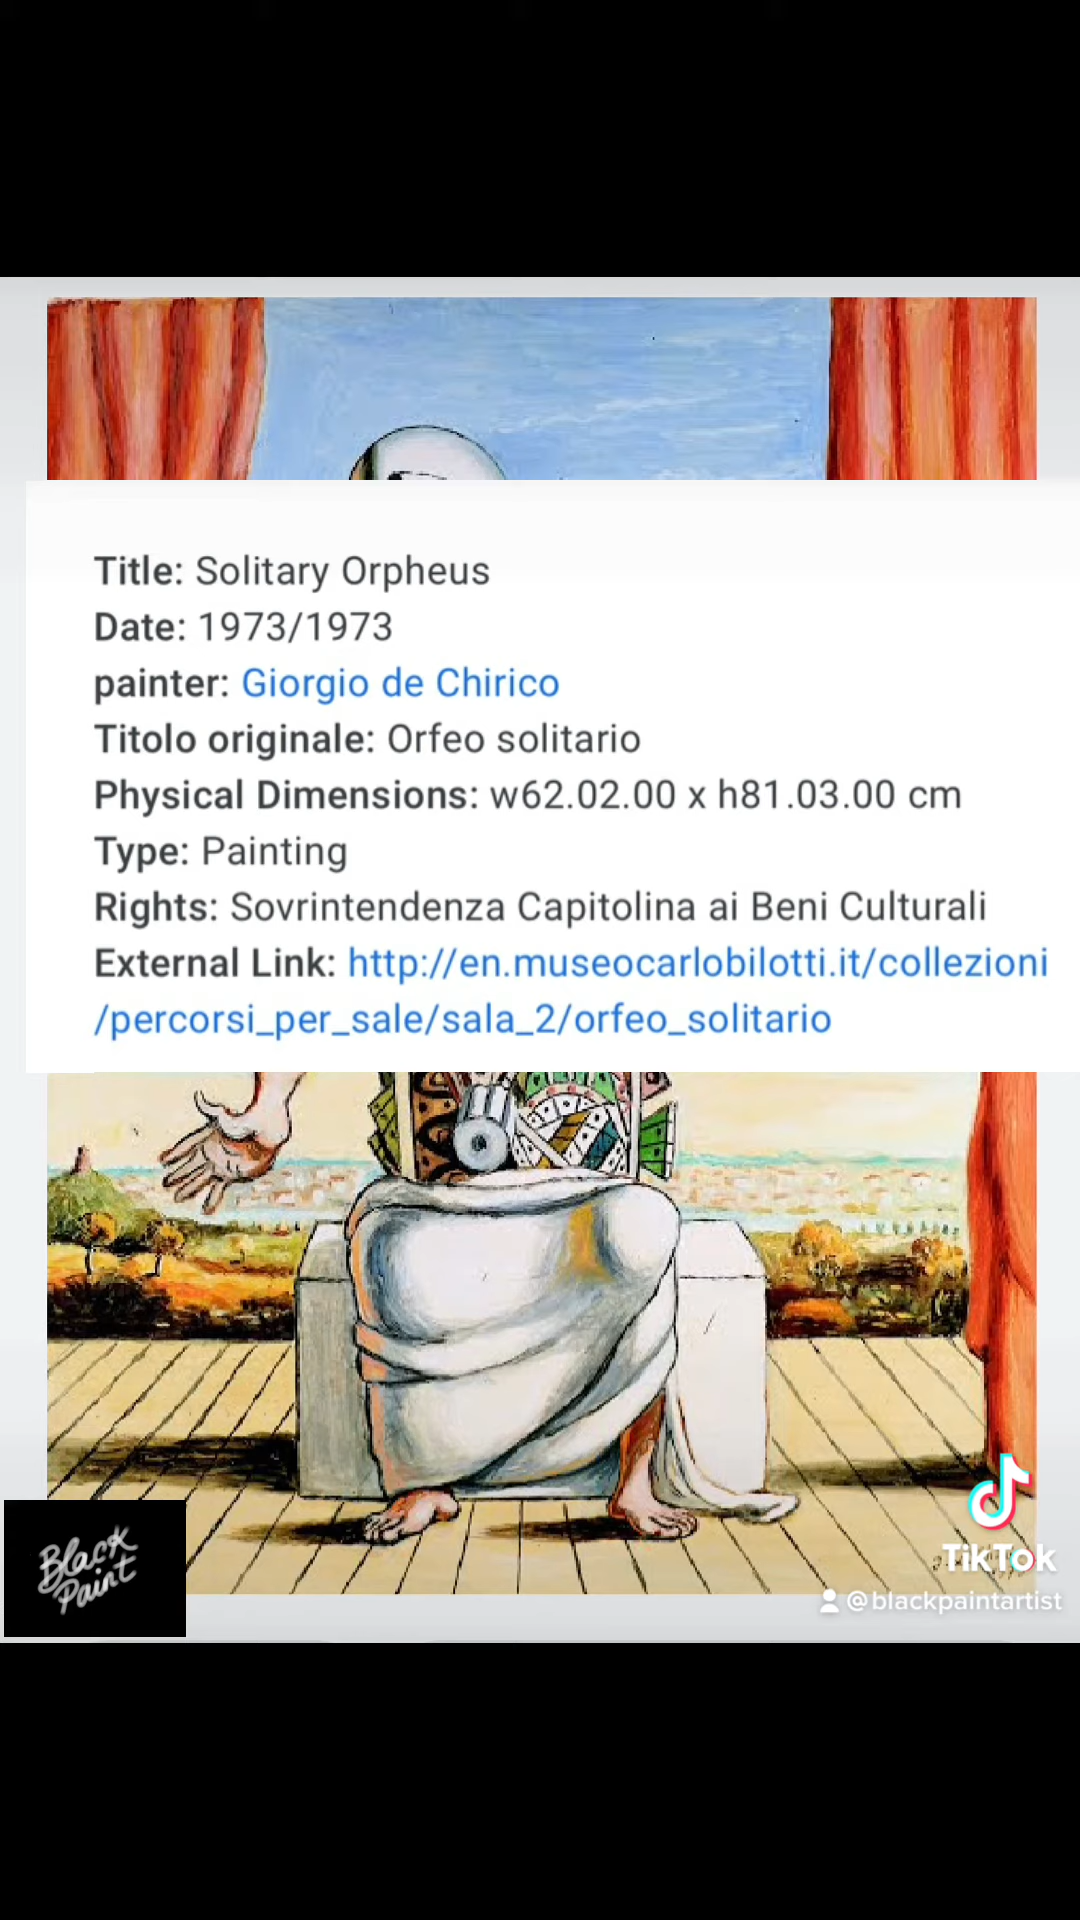 Title: Solitary Orpheus
Date: 1973/1973
painter: Giorgio de Chirico
Titolo originale: Orfeo solitario
Physical Dimensions: w62.02.00 x h81.03.00 cm
Type: Painting
Rights: Sovrintendenza Capitolina ai Beni Culturali
External Link: http://en.museocarlobilotti.it/collezioni
/percorsi_per_sale/sala_2/orfeo_solitario
Black
Paint
TikTok
@blackpaintartist